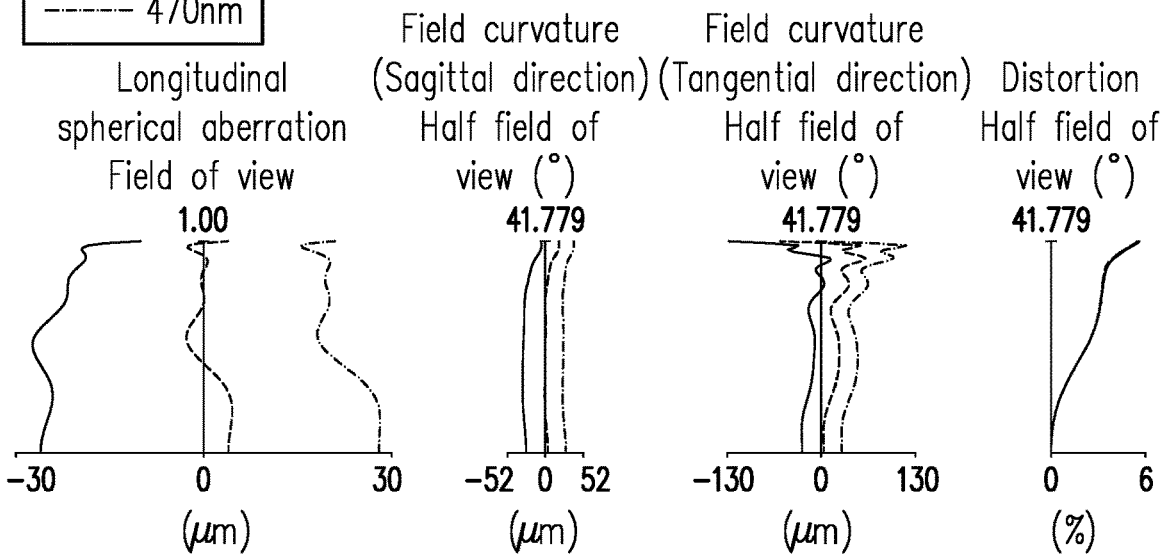 470nm
Field curvature Field curvature
Longitudinal (Sagittal direction) (Tangential direction) Distortion
spherical aberration Half field of Half field of Half field of
Field of view view (°) view (°) view (°)
1.00 41.779 41.779 41.779
-30 0 30 -52 0 52 -130 0 130 0 6
(μm) (μm) (μm) (%)